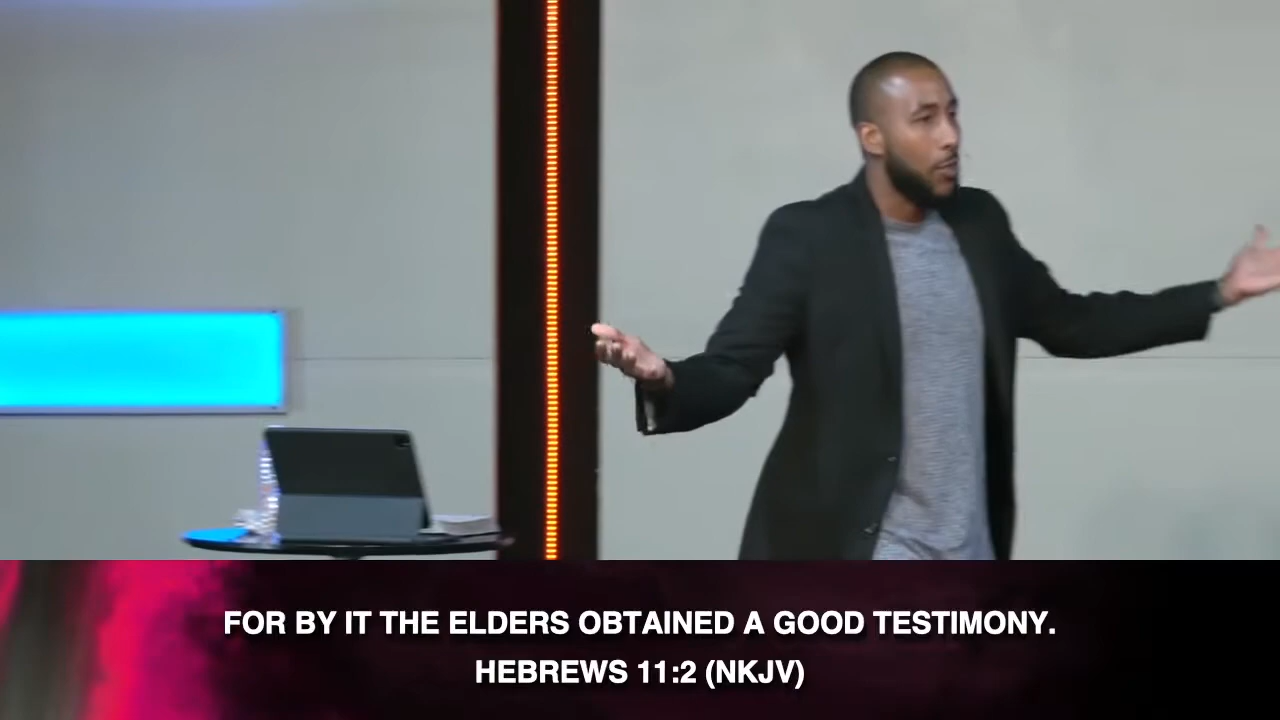 FOR BY IT THE ELDERS OBTAINED A GOOD TESTIMONY.
HEBREWS 11:2 (NKJV)